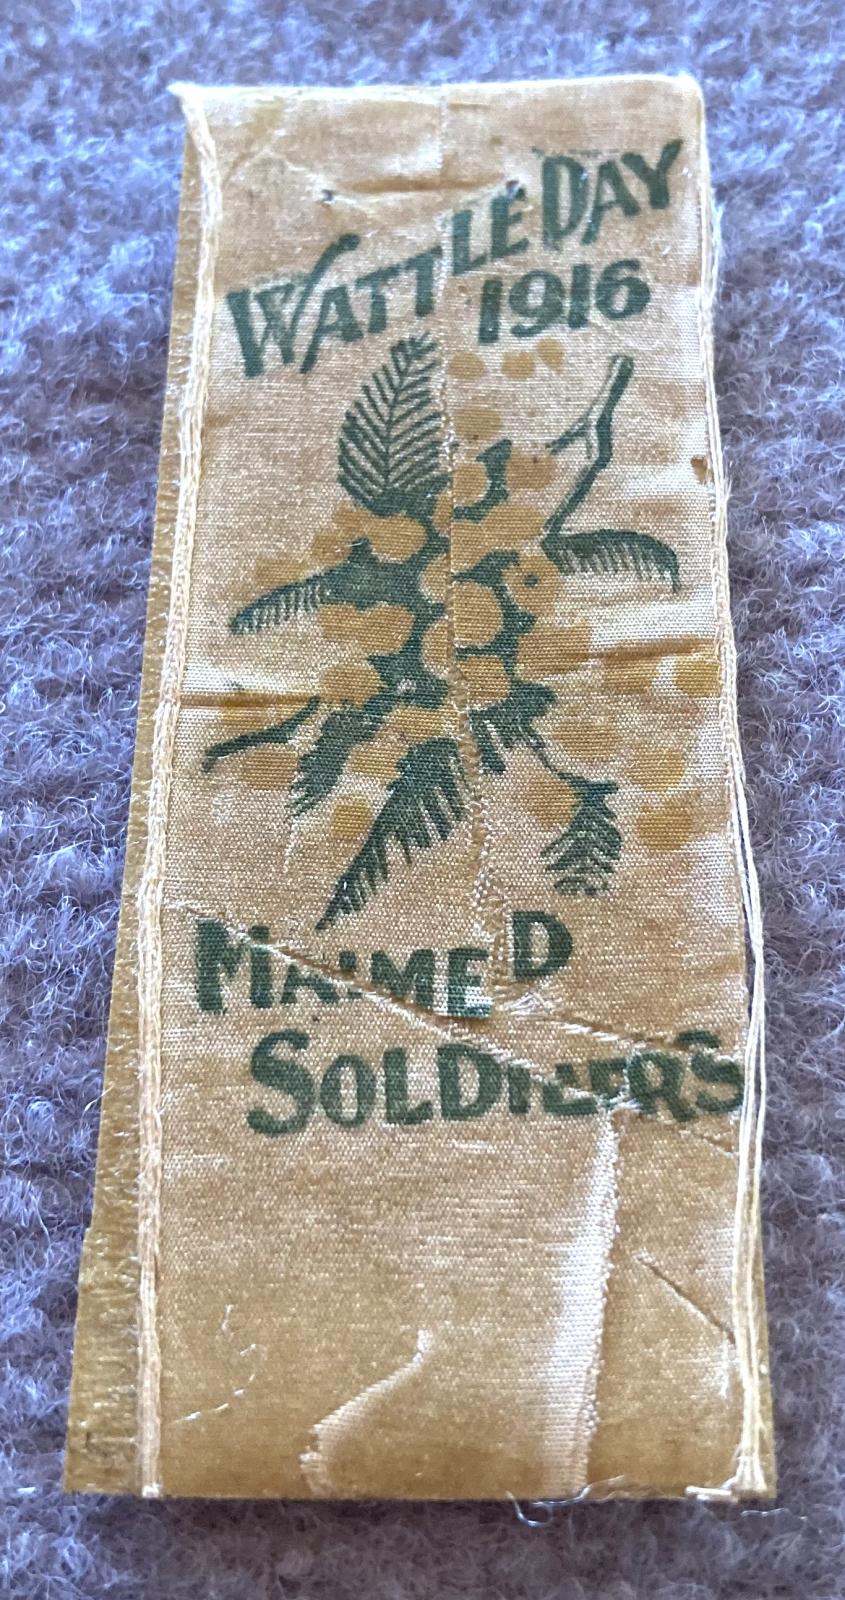 WATTLE DAY
1916
MAIMED
SOLDIERS